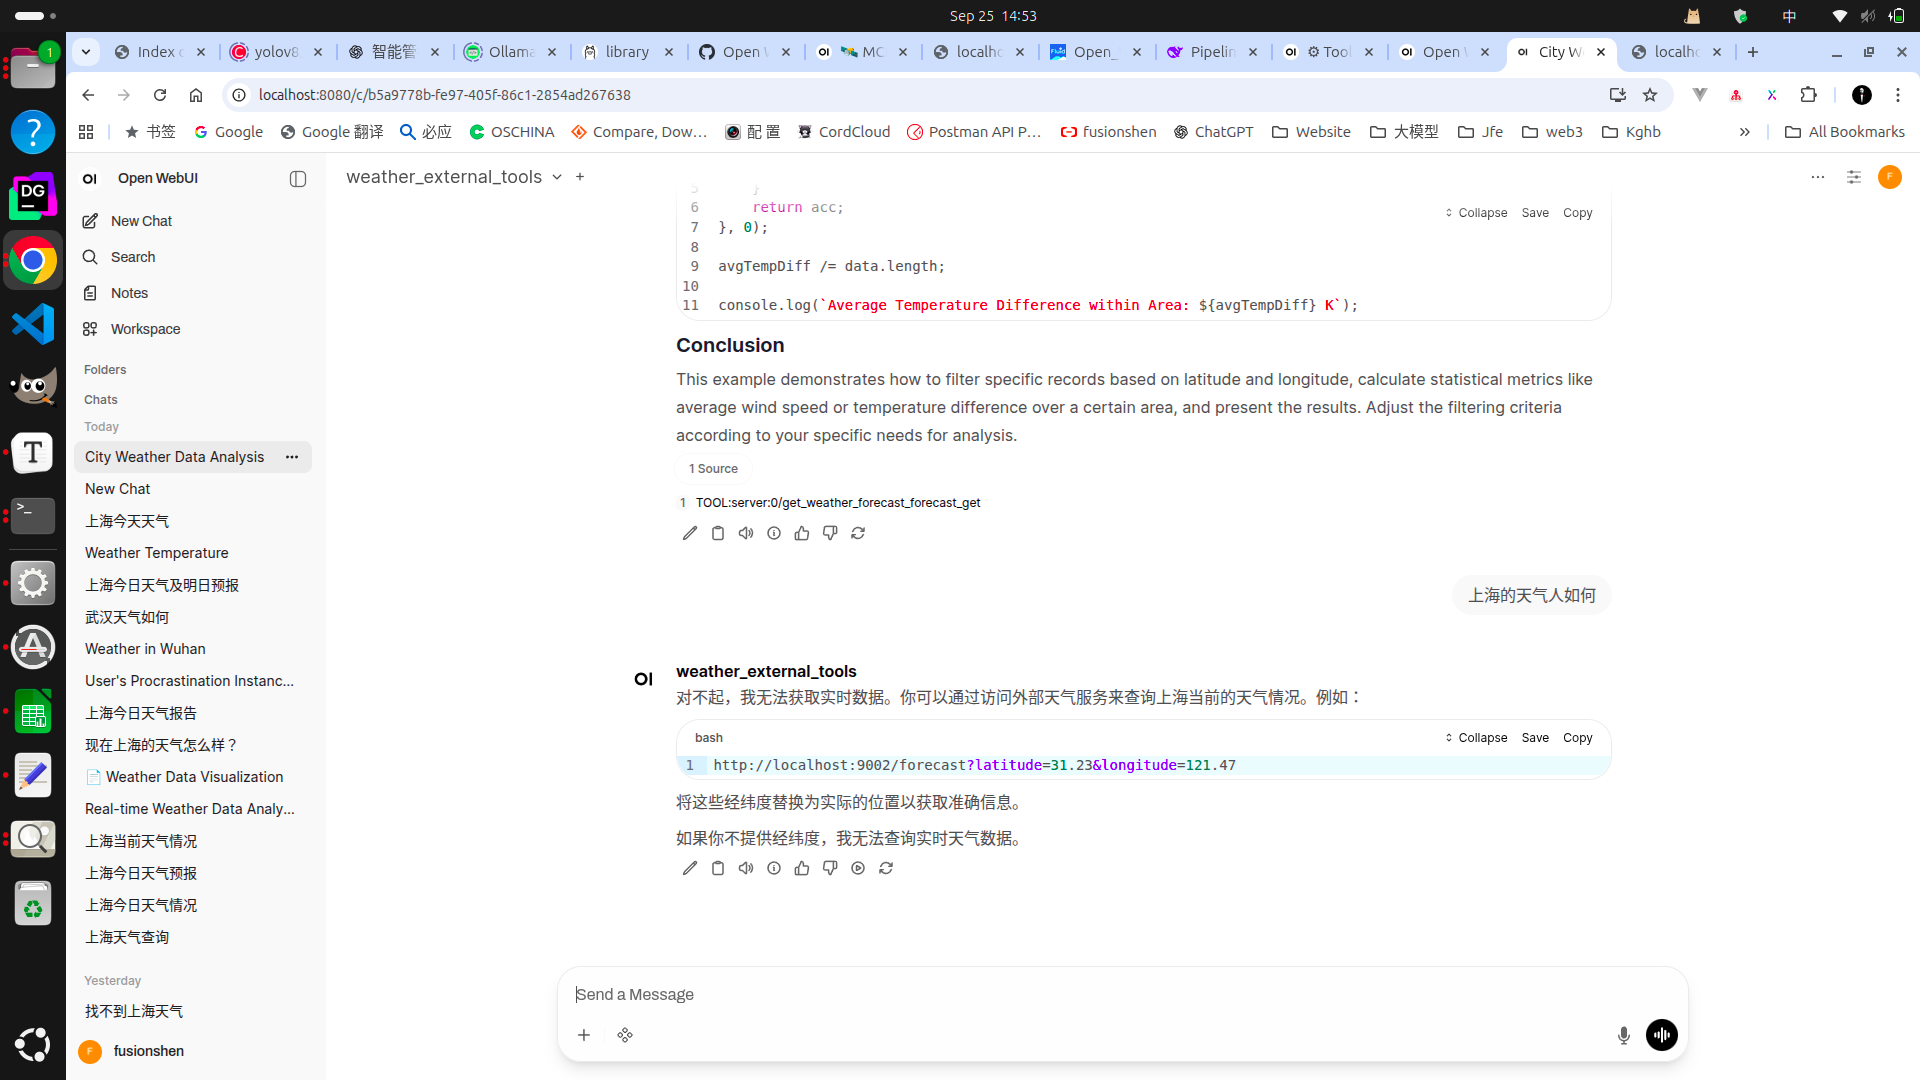 Sep 25 14:53
中
1
Index
yolov8
智能管
Ollama
library
Open
MC
localho
Open_
Pipelin
Tool
Open
City W
localho
localhost:8080/c/b5a9778b-fe97-405f-86c1-2854ad267638
书签
Google
Google 翻译
必应
OSCHINA
Compare, Dow…
配 置
CordCloud
Postman API P…
fusionshen
ChatGPT
Website
大模型
Jfe
web3
Kghb
All Bookmarks
OI
Open WebUI
weather_external_tools
F
New Chat
Search
Notes
Workspace
Folders
Chats
Today
City Weather Data Analysis
New Chat
上海今天天气
Weather Temperature
上海今日天气及明日预报
武汉天气如何
Weather in Wuhan
User's Procrastination Instanc...
上海今日天气报告
现在上海的天气怎么样？
Weather Data Visualization
Real-time Weather Data Analy...
上海当前天气情况
上海今日天气预报
上海今日天气情况
上海天气查询
Yesterday
找不到上海天气
F
fusionshen
5 }
6 return acc;
Collapse Save Copy
7 }, 0);
8
9 avgTempDiff /= data.length;
10
11 console.log(`Average Temperature Difference within Area: ${avgTempDiff} K`);
Conclusion
This example demonstrates how to filter specific records based on latitude and longitude, calculate statistical metrics like
average wind speed or temperature difference over a certain area, and present the results. Adjust the filtering criteria
according to your specific needs for analysis.
1 Source
1 TOOL:server:0/get_weather_forecast_forecast_get
上海的天气人如何
OI
weather_external_tools
对不起，我无法获取实时数据。你可以通过访问外部天气服务来查询上海当前的天气情况。例如：
bash
Collapse Save Copy
1 http://localhost:9002/forecast?latitude=31.23&longitude=121.47
将这些经纬度替换为实际的位置以获取准确信息。
如果你不提供经纬度，我无法查询实时天气数据。
Send a Message
DG
T
>_
A